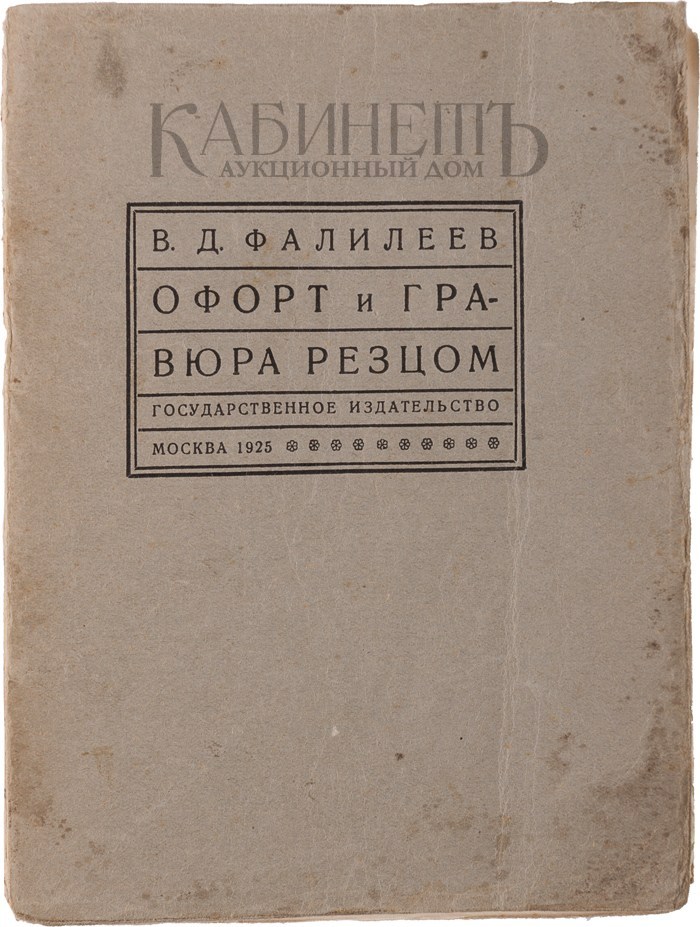 КАБИНЕТЪ
АУКЦИОННЫЙ ДОМ
В. Д. ФАЛИЛЕЕВ
ОФОРТ и ГРА-
ВЮРА РЕЗЦОМ
ГОСУДАРСТВЕННОЕ ИЗДАТЕЛЬСТВО
МОСКВА 1925